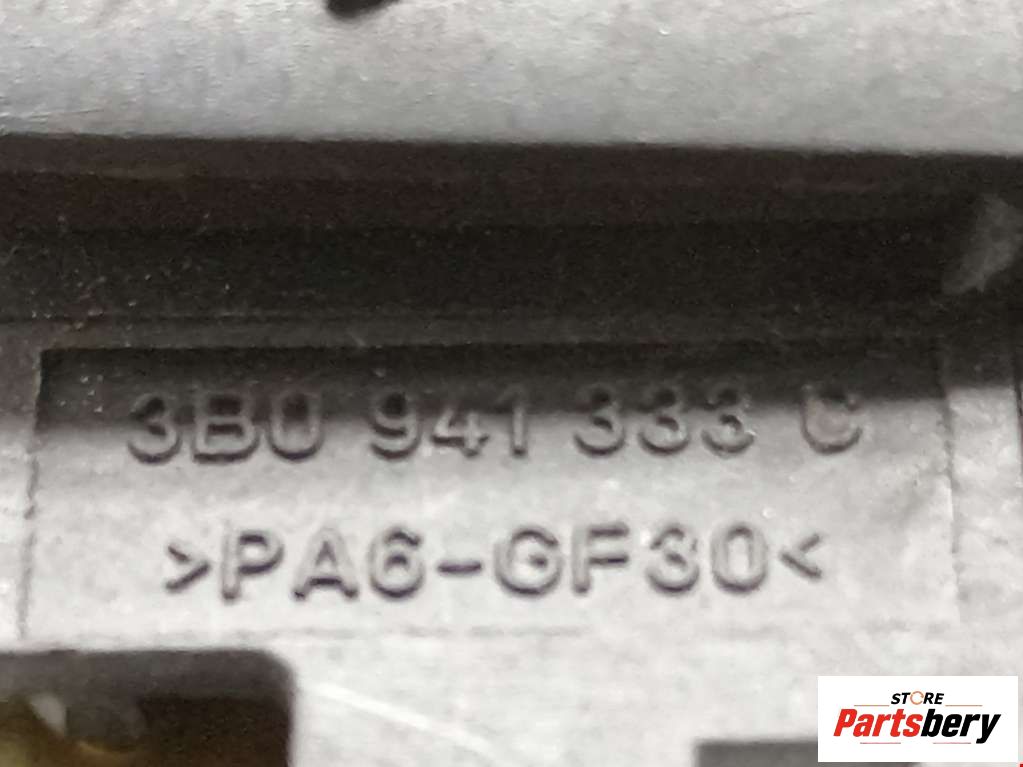 3B0 941 333 C
>PA6-GF30<
STORE
Partsbery